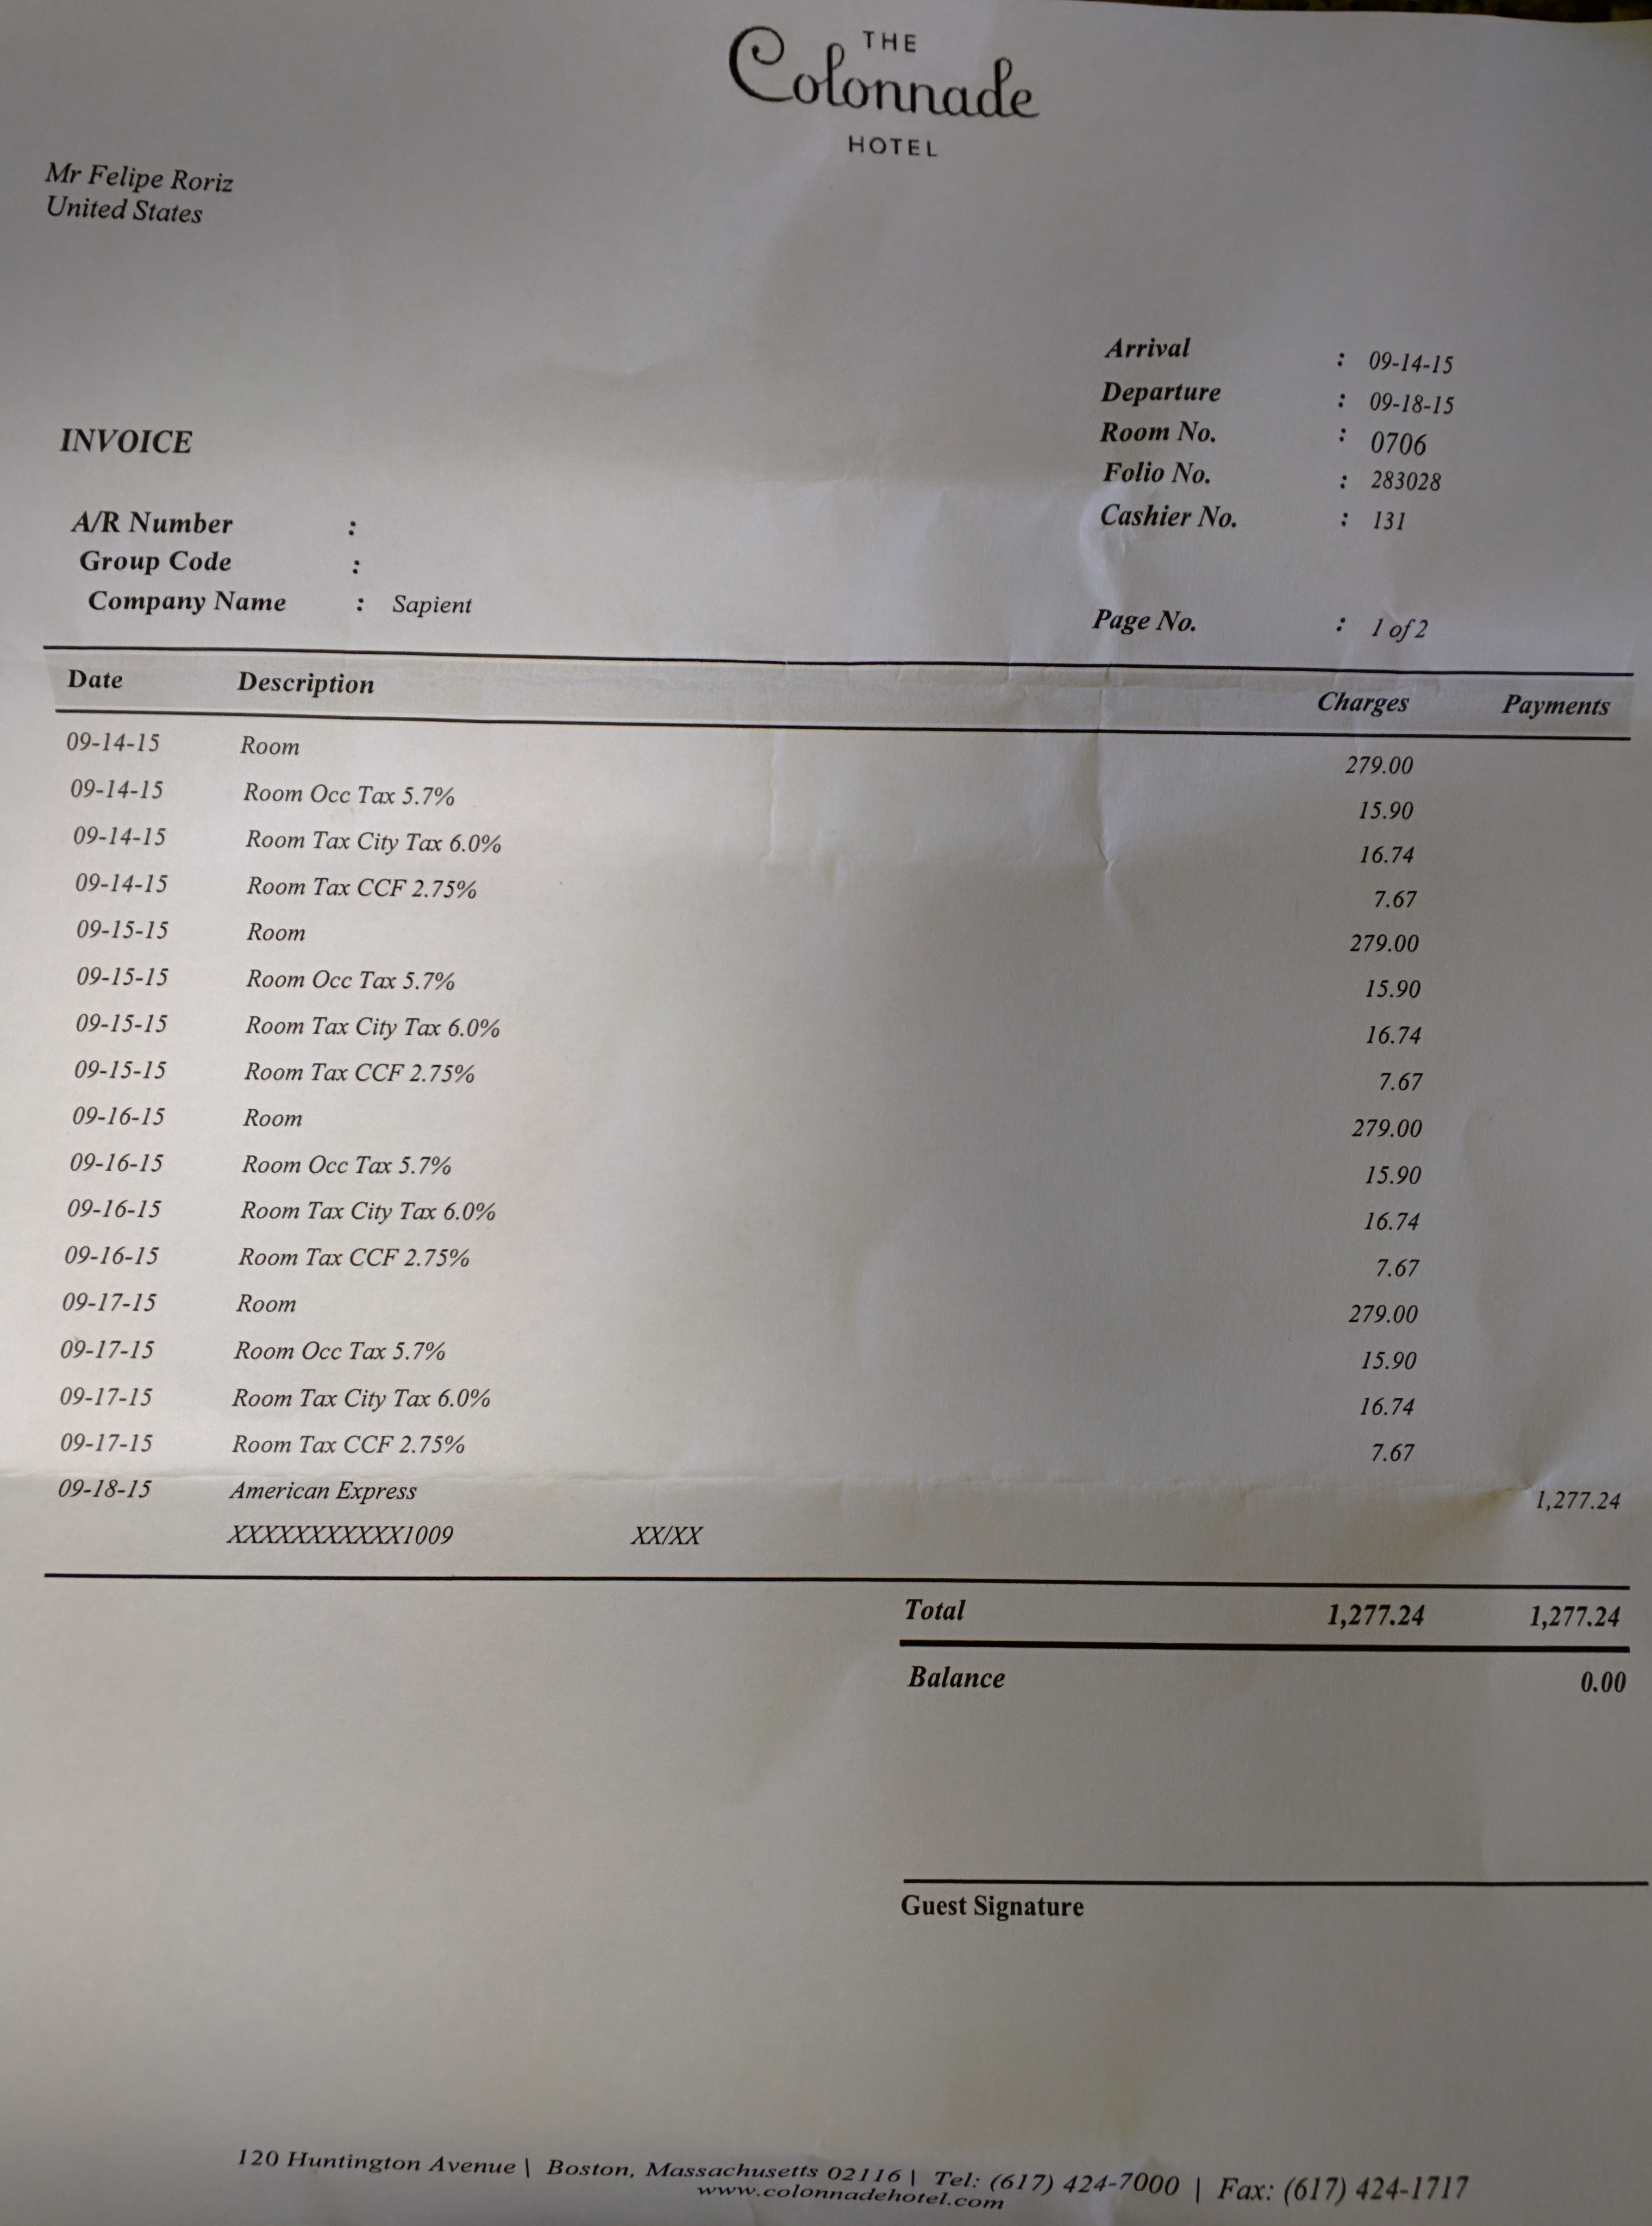 THE
Colonnade
HOTEL
Mr Felipe Roriz
United States
Arrival : 09-14-15
Departure : 09-18-15
Room No. : 0706
Folio No. : 283028
Cashier No. : 131
INVOICE
A/R Number :
Group Code :
Company Name : Sapient
Page No. : 1 of 2
Date Description Charges Payments
09-14-15 Room 279.00
09-14-15 Room Occ Tax 5.7% 15.90
09-14-15 Room Tax City Tax 6.0% 16.74
09-14-15 Room Tax CCF 2.75% 7.67
09-15-15 Room 279.00
09-15-15 Room Occ Tax 5.7% 15.90
09-15-15 Room Tax City Tax 6.0% 16.74
09-15-15 Room Tax CCF 2.75% 7.67
09-16-15 Room 279.00
09-16-15 Room Occ Tax 5.7% 15.90
09-16-15 Room Tax City Tax 6.0% 16.74
09-16-15 Room Tax CCF 2.75% 7.67
09-17-15 Room 279.00
09-17-15 Room Occ Tax 5.7% 15.90
09-17-15 Room Tax City Tax 6.0% 16.74
09-17-15 Room Tax CCF 2.75% 7.67
09-18-15 American Express 1,277.24
XXXXXXXXXXX1009 XX/XX
Total 1,277.24 1,277.24
Balance 0.00
Guest Signature
120 Huntington Avenue | Boston, Massachusetts 02116 | Tel: (617) 424-7000 | Fax: (617) 424-1717
www.colonnadehotel.com